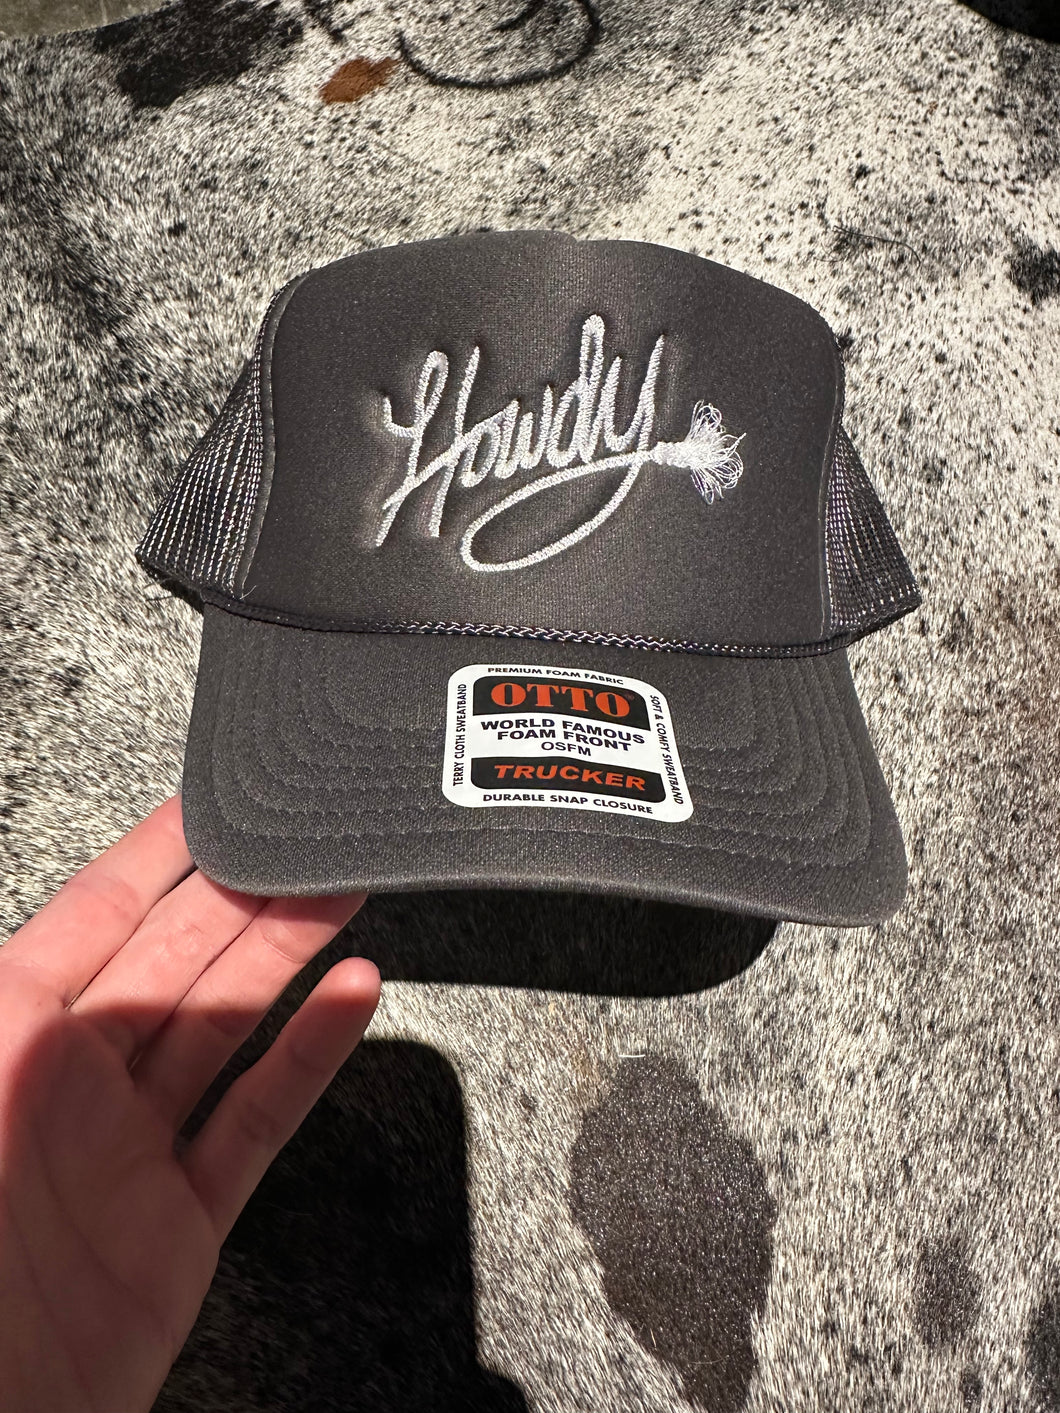 Howdy
PREMIUM FOAM FABRIC
TERRY CLOTH SWEATBAND
OTTO®
WORLD FAMOUS
FOAM FRONT
OSFM
TRUCKER
SOFT & COMFY SWEATBAND
DURABLE SNAP CLOSURE